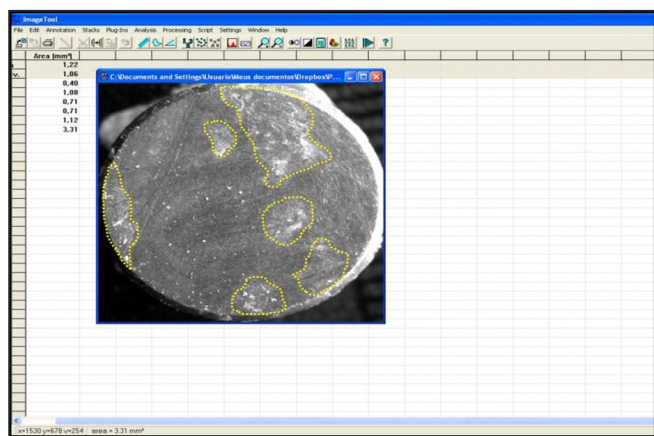 ImageTool
File Edit Annotation Stacks Plug-Ins Analysis Processing Script Settings Window Help
Area (mm²)
1,22
v. 1,06
0,40
1,08
0,71
0,71
1,12
3,31
C:\Documents and Settings\Usuario\Meus documentos\Dropbox\P...
x=1530 y=678 v=254 area = 3.31 mm²